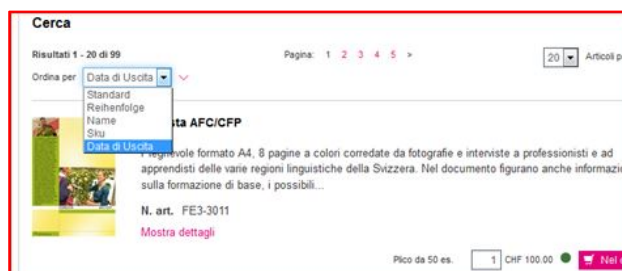 Cerca
Risultati 1 - 20 di 99 Pagina: 1 2 3 4 5 > 20 Articoli p
Ordina per Data di Uscita
Standard
Reihenfolge
Name
Sku
Data di Uscita
sta AFC/CFP
Pieghevole formato A4, 8 pagine a colori corredate da fotografie e interviste a professionisti e ad
apprendisti delle varie regioni linguistiche della Svizzera. Nel documento figurano anche informazio
sulla formazione di base, i possibili...
N. art. FE3-3011
Mostra dettagli
Plico da 50 es. 1 CHF 100.00 Nel